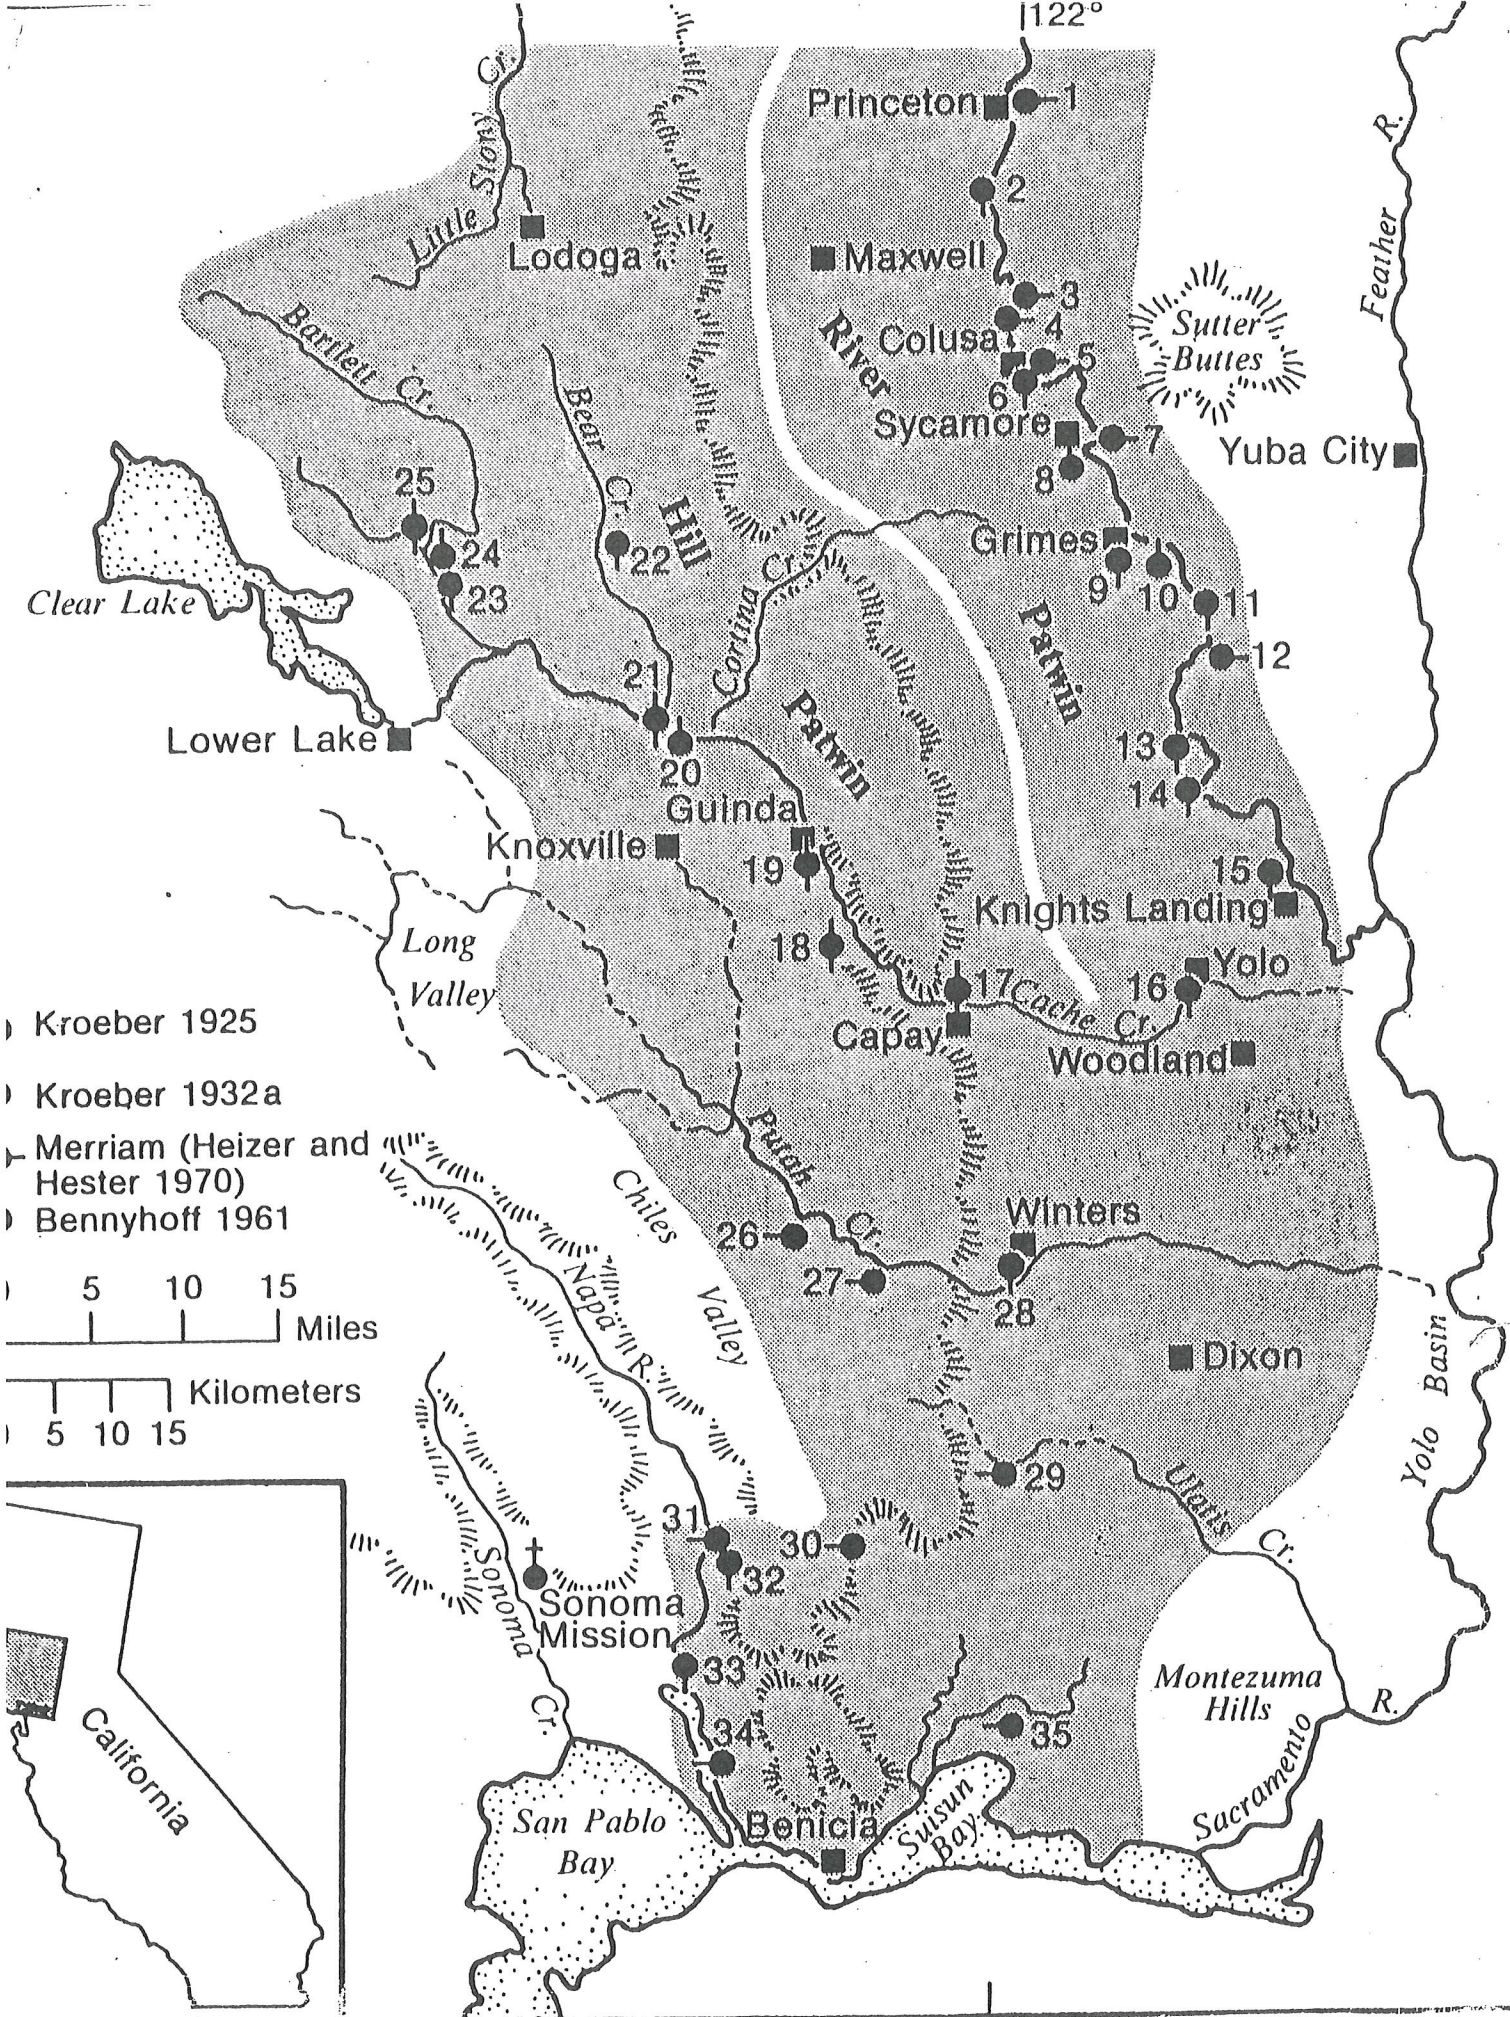 122°
Princeton
1
Little Stony Cr.
2
Lodoga
Maxwell
3
4
Colusa
5
6
Sutter
Buttes
Feather R.
River
Patwin
Bartlett Cr.
Bear Cr.
Sycamore
7
8
Yuba City
25
24
23
22
Hill
Patwin
Grimes
9
10
11
12
Clear Lake
Cortina Cr.
21
20
Lower Lake
13
14
Guinda
Knoxville
19
15
Knights Landing
Long
Valley
18
17
Cache Cr.
16
Yolo
Capay
Woodland
Kroeber 1925
Kroeber 1932a
Merriam (Heizer and
Hester 1970)
Bennyhoff 1961
Putah Cr.
Chiles Valley
26
Winters
27
28
5 10 15
Miles
Kilometers
5 10 15
Napa R.
Dixon
Yolo Basin
29
Ulatis Cr.
31
30
32
Sonoma
Mission
Sonoma Cr.
33
34
35
Montezuma
Hills
Sacramento R.
California
San Pablo
Bay
Benicia
Suisun
Bay